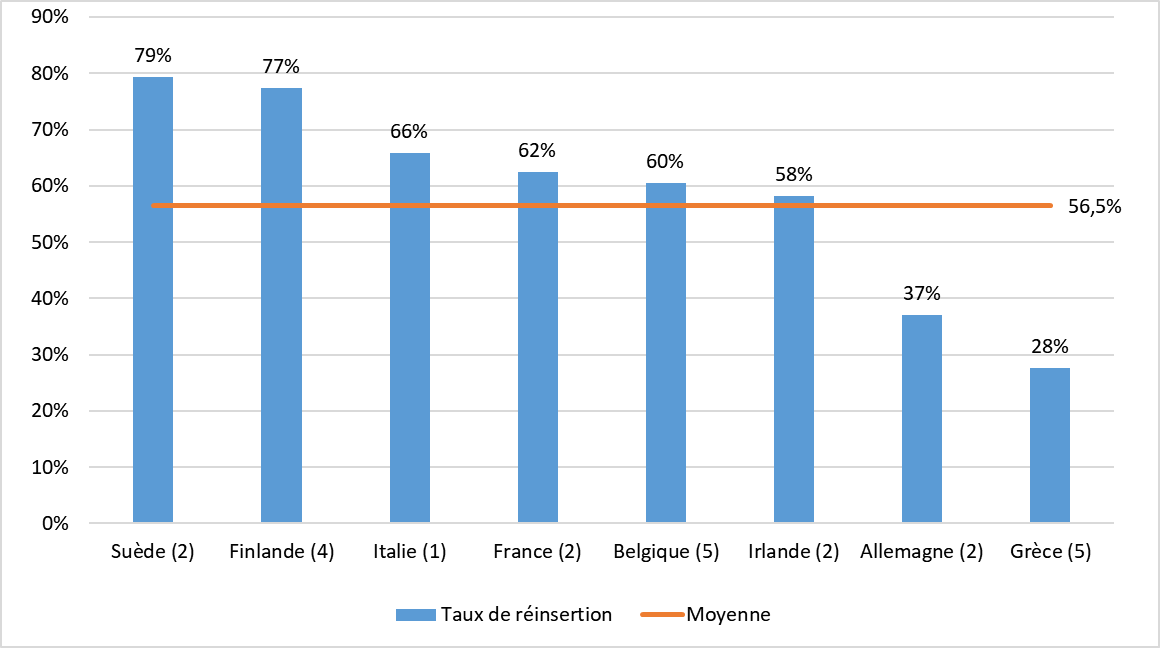 90%
80%
70%
60%
50%
40%
30%
20%
10%
0%
79%
77%
66%
62%
60%
58%
37%
28%
56,5%
Suède (2)
Finlande (4)
Italie (1)
France (2)
Belgique (5)
Irlande (2)
Allemagne (2)
Grèce (5)
Taux de réinsertion
Moyenne